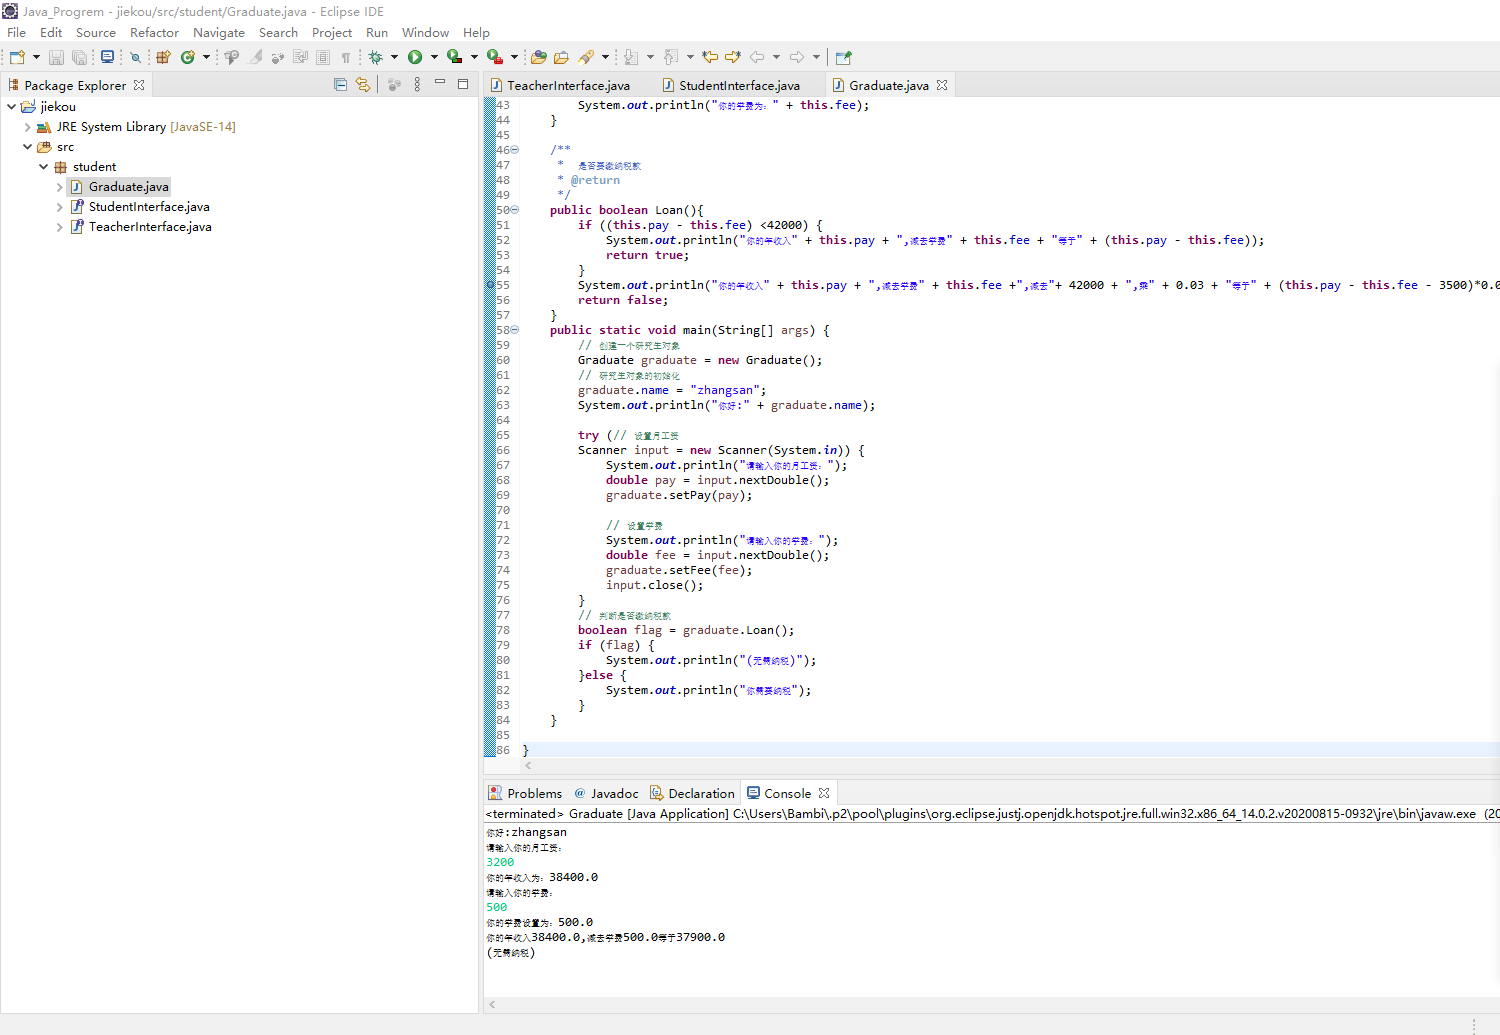 Java_Progrem - jiekou/src/student/Graduate.java - Eclipse IDE
File Edit Source Refactor Navigate Search Project Run Window Help
Package Explorer
jiekou
JRE System Library [JavaSE-14]
src
student
Graduate.java
StudentInterface.java
TeacherInterface.java
TeacherInterface.java StudentInterface.java Graduate.java
43 System.out.println("你的学费为：" + this.fee);
44 }
45
46 /**
47 * 是否要缴纳税款
48 * @return
49 */
50 public boolean Loan(){
51 if ((this.pay - this.fee) <42000) {
52 System.out.println("你的年收入" + this.pay + ",减去学费" + this.fee + "等于" + (this.pay - this.fee));
53 return true;
54 }
55 System.out.println("你的年收入" + this.pay + ",减去学费" + this.fee +",减去"+ 42000 + ",乘" + 0.03 + "等于" + (this.pay - this.fee - 3500)*0.0
56 return false;
57 }
58 public static void main(String[] args) {
59 // 创建一个研究生对象
60 Graduate graduate = new Graduate();
61 // 研究生对象的初始化
62 graduate.name = "zhangsan";
63 System.out.println("你好:" + graduate.name);
64
65 try (// 设置月工资
66 Scanner input = new Scanner(System.in)) {
67 System.out.println("请输入你的月工资：");
68 double pay = input.nextDouble();
69 graduate.setPay(pay);
70
71 // 设置学费
72 System.out.println("请输入你的学费：");
73 double fee = input.nextDouble();
74 graduate.setFee(fee);
75 input.close();
76 }
77 // 判断是否缴纳税款
78 boolean flag = graduate.Loan();
79 if (flag) {
80 System.out.println("(无需纳税)");
81 }else {
82 System.out.println("你需要纳税");
83 }
84 }
85
86 }
Problems @ Javadoc Declaration Console
<terminated> Graduate [Java Application] C:\Users\Bambi\.p2\pool\plugins\org.eclipse.justj.openjdk.hotspot.jre.full.win32.x86_64_14.0.2.v20200815-0932\jre\bin\javaw.exe (20
你好:zhangsan
请输入你的月工资：
3200
你的年收入为：38400.0
请输入你的学费：
500
你的学费设置为：500.0
你的年收入38400.0,减去学费500.0等于37900.0
(无需纳税)